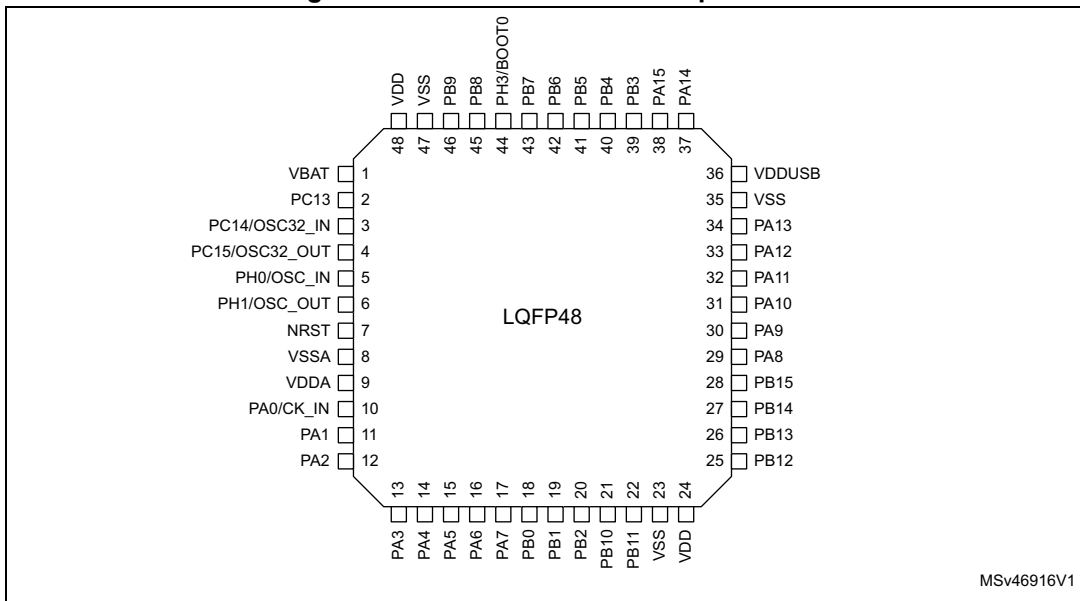 VDD
VSS
PB9
PB8
PH3/BOOT0
PB7
PB6
PB5
PB4
PB3
PA15
PA14
48
47
46
45
44
43
42
41
40
39
38
37
VBAT 1
PC13 2
PC14/OSC32_IN 3
PC15/OSC32_OUT 4
PH0/OSC_IN 5
PH1/OSC_OUT 6
NRST 7
VSSA 8
VDDA 9
PA0/CK_IN 10
PA1 11
PA2 12
LQFP48
36 VDDUSB
35 VSS
34 PA13
33 PA12
32 PA11
31 PA10
30 PA9
29 PA8
28 PB15
27 PB14
26 PB13
25 PB12
13
14
15
16
17
18
19
20
21
22
23
24
PA3
PA4
PA5
PA6
PA7
PB0
PB1
PB2
PB10
PB11
VSS
VDD
MSv46916V1